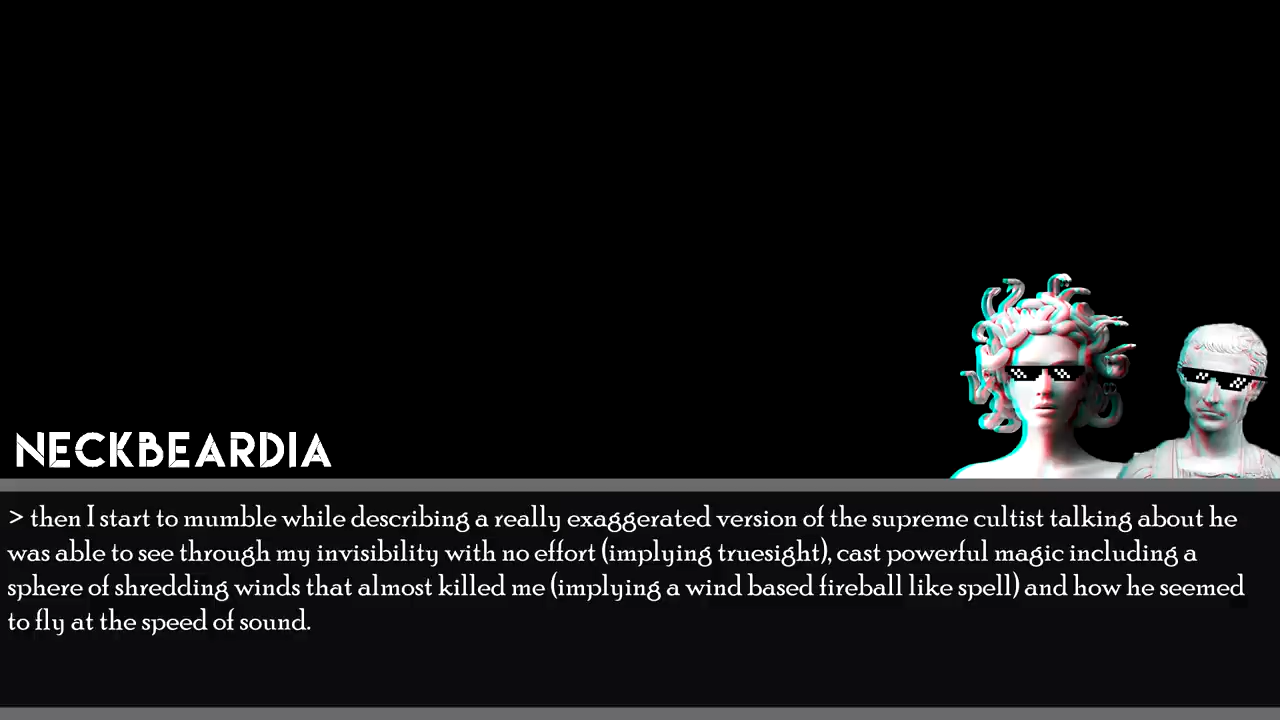 NECKBEARDIA
> then I start to mumble while describing a really exaggerated version of the supreme cultist talking about he
was able to see through my invisibility with no effort (implying truesight), cast powerful magic including a
sphere of shredding winds that almost killed me (implying a wind based fireball like spell) and how he seemed
to fly at the speed of sound.